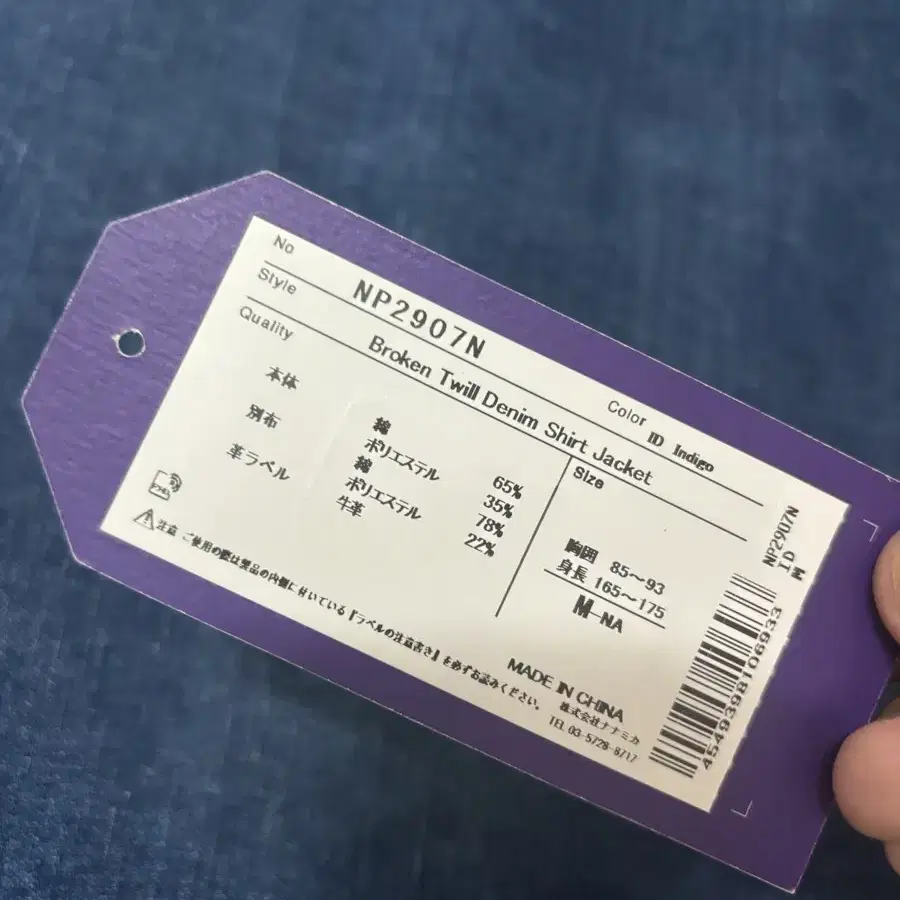 No NP2907N
Color ID Indigo
Style Broken Twill Denim Shirt Jacket
Quality
本体 綿 65%
ポリエステル 35%
別布 綿 78%
ポリエステル 22%
革ラベル 牛革
Size
胸囲 85〜93
身長 165〜175
M-NA
⚠注意 ご使用の際は製品の内側に付いている『ラベルの注意書き』を必ずお読みください。
MADE IN CHINA
株式会社ナナミカ
TEL 03-5728-8717
NP2907N
ID
M
4549398106933